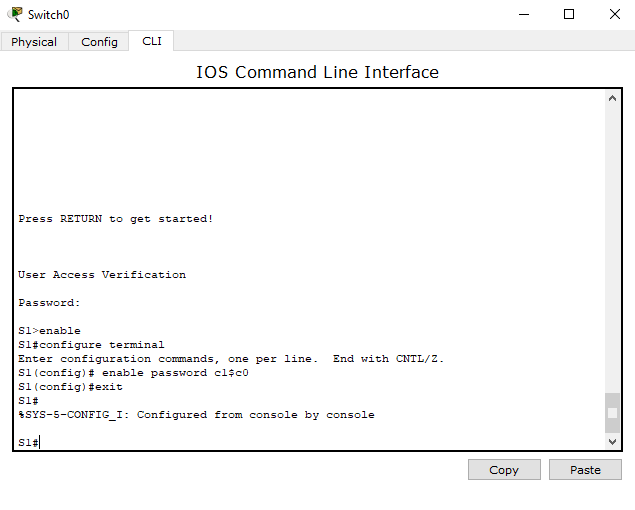 Switch0
Physical Config CLI
IOS Command Line Interface
Press RETURN to get started!
User Access Verification
Password:
S1>enable
S1#configure terminal
Enter configuration commands, one per line.  End with CNTL/Z.
S1(config)# enable password c1$c0
S1(config)#exit
S1#
%SYS-5-CONFIG_I: Configured from console by console
S1#
Copy Paste